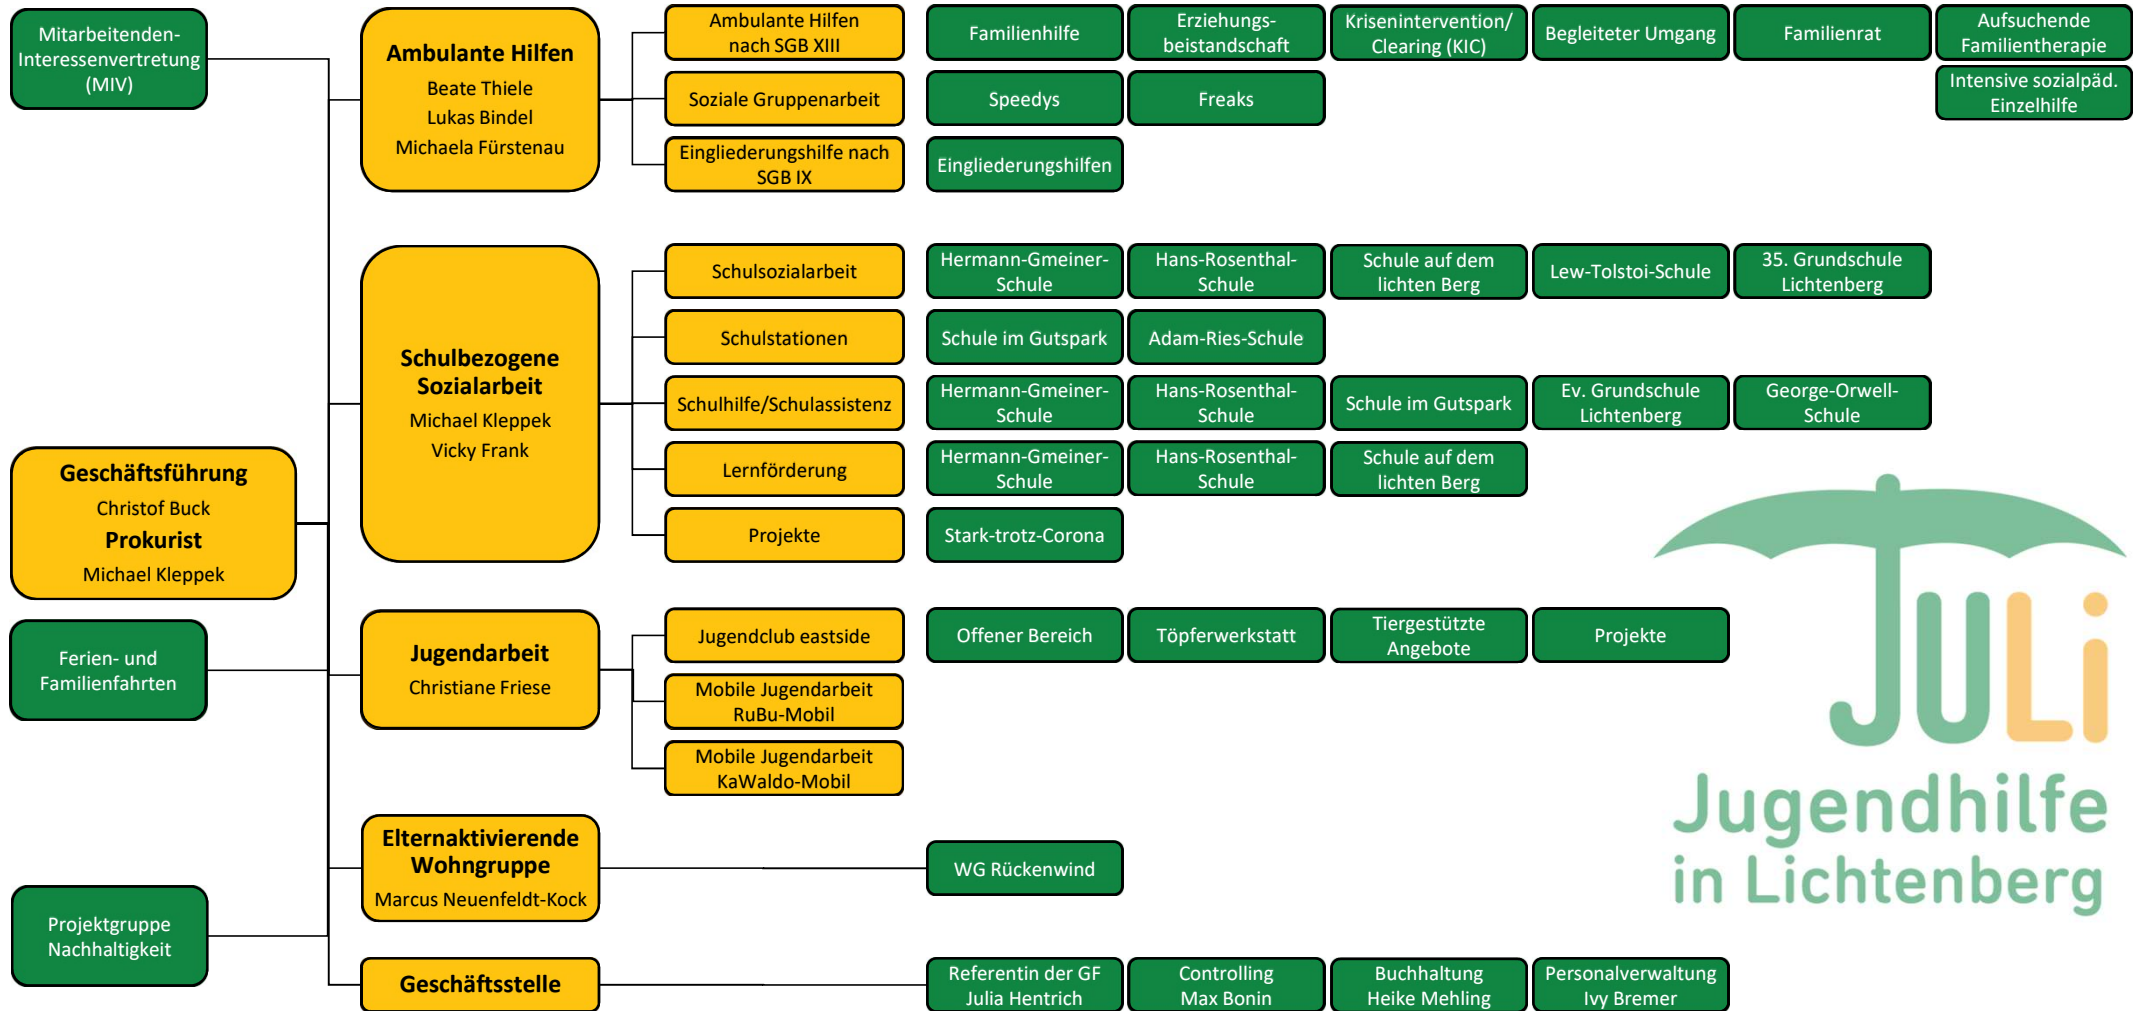 Mitarbeitenden-
Interessenvertretung
(MIV)
Ambulante Hilfen
Beate Thiele
Lukas Bindel
Michaela Fürstenau
Ambulante Hilfen
nach SGB XIII
Familienhilfe
Erziehungs-
beistandschaft
Krisenintervention/
Clearing (KIC)
Begleiteter Umgang
Familienrat
Aufsuchende
Familientherapie
Soziale Gruppenarbeit
Speedys
Freaks
Intensive sozialpäd.
Einzelhilfe
Eingliederungshilfe nach
SGB IX
Eingliederungshilfen
Schulbezogene
Sozialarbeit
Michael Kleppek
Vicky Frank
Schulsozialarbeit
Hermann-Gmeiner-
Schule
Hans-Rosenthal-
Schule
Schule auf dem
lichten Berg
Lew-Tolstoi-Schule
35. Grundschule
Lichtenberg
Schulstationen
Schule im Gutspark
Adam-Ries-Schule
Schulhilfe/Schulassistenz
Hermann-Gmeiner-
Schule
Hans-Rosenthal-
Schule
Schule im Gutspark
Ev. Grundschule
Lichtenberg
George-Orwell-
Schule
Lernförderung
Hermann-Gmeiner-
Schule
Hans-Rosenthal-
Schule
Schule auf dem
lichten Berg
Projekte
Stark-trotz-Corona
Geschäftsführung
Christof Buck
Prokurist
Michael Kleppek
Ferien- und
Familienfahrten
Jugendarbeit
Christiane Friese
Jugendclub eastside
Offener Bereich
Töpferwerkstatt
Tiergestützte
Angebote
Projekte
Mobile Jugendarbeit
RuBu-Mobil
Mobile Jugendarbeit
KaWaldo-Mobil
JULi
Jugendhilfe
in Lichtenberg
Elternaktivierende
Wohngruppe
Marcus Neuenfeldt-Kock
WG Rückenwind
Projektgruppe
Nachhaltigkeit
Geschäftsstelle
Referentin der GF
Julia Hentrich
Controlling
Max Bonin
Buchhaltung
Heike Mehling
Personalverwaltung
Ivy Bremer